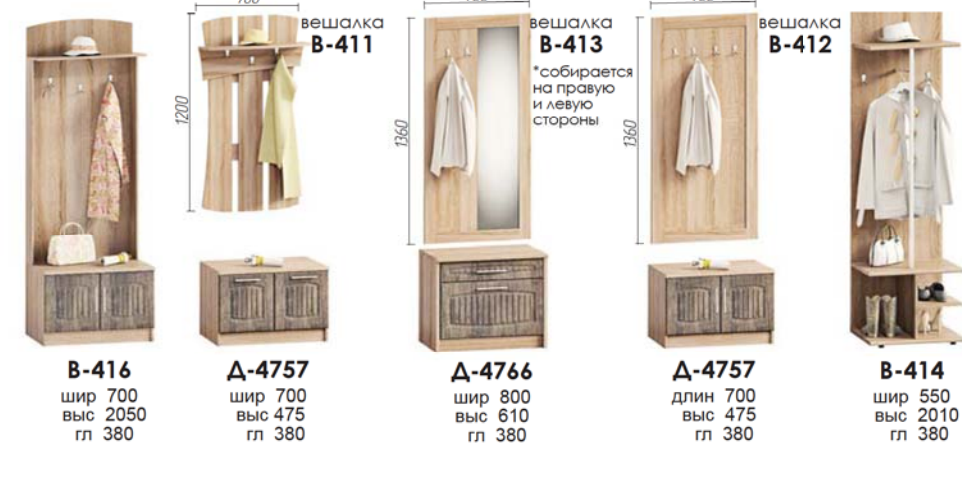 вешалка
В-411
1200
вешалка
В-413
*собирается
на правую
и левую
стороны
1360
вешалка
В-412
1360
В-416
шир 700
выс 2050
гл 380
Д-4757
шир 700
выс 475
гл 380
Д-4766
шир 800
выс 610
гл 380
Д-4757
длин 700
выс 475
гл 380
В-414
шир 550
выс 2010
гл 380